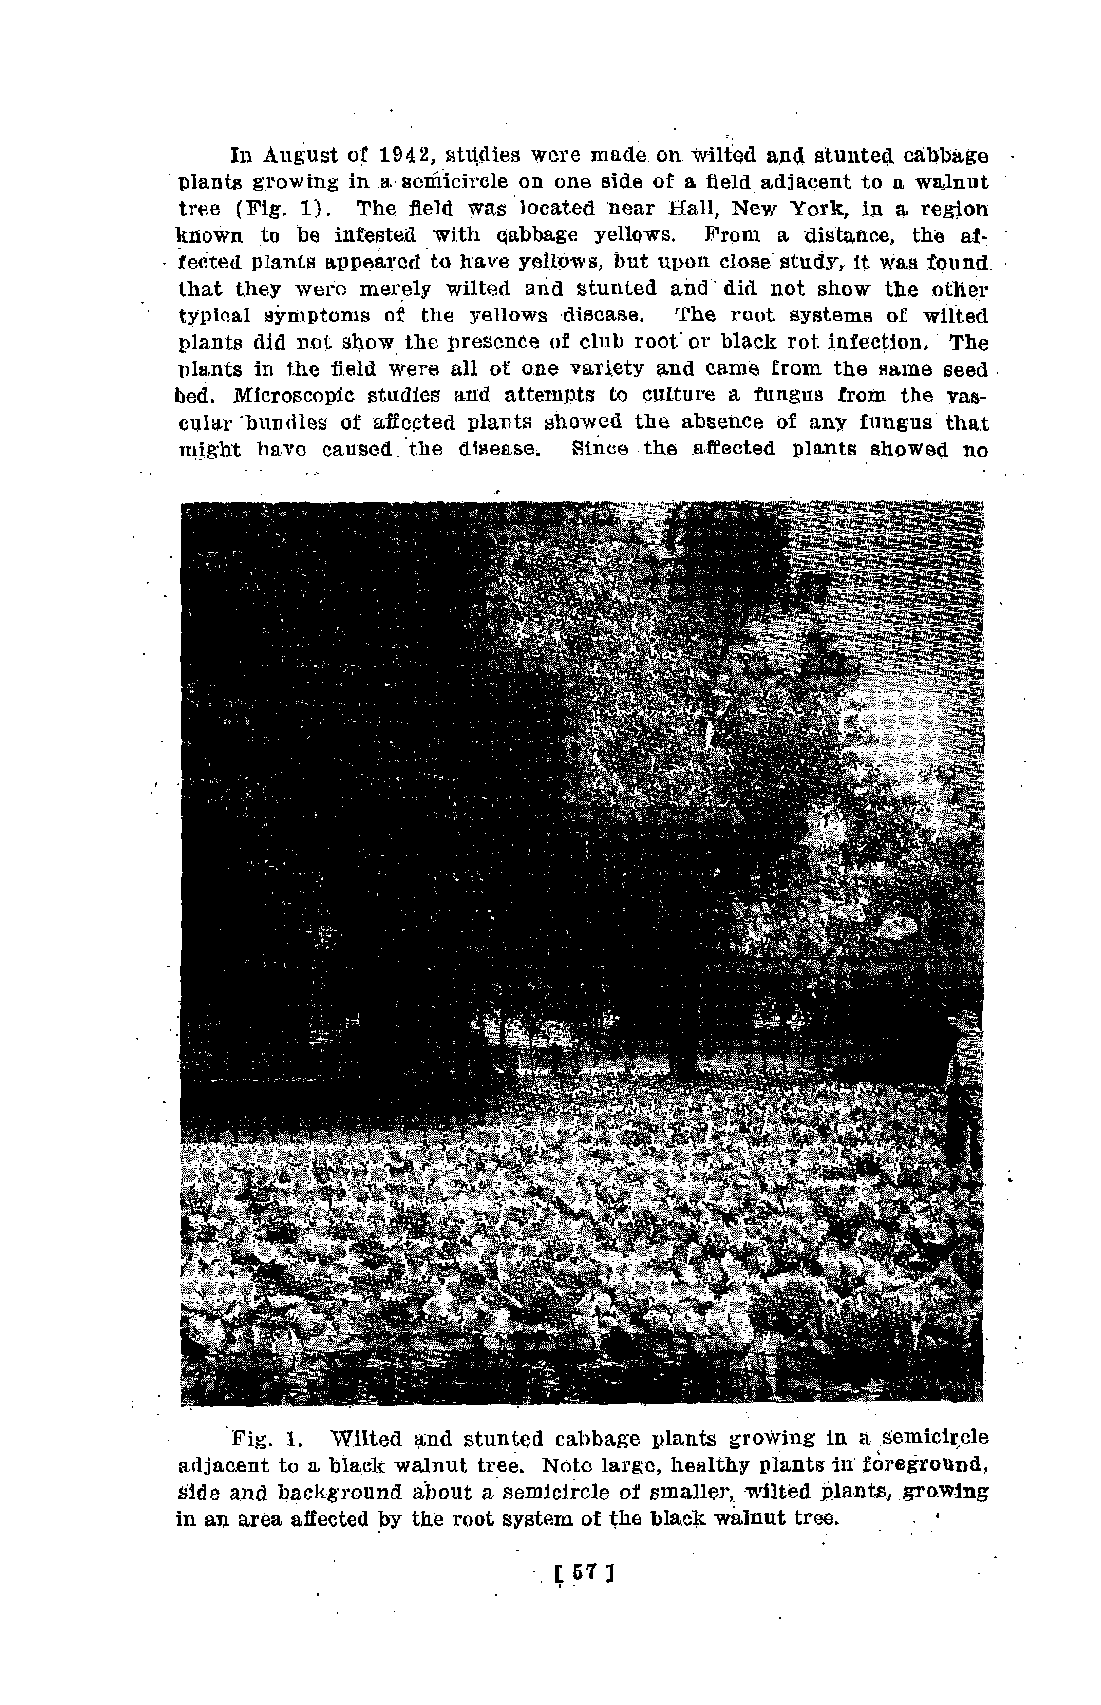 In August of 1942, studies were made on wilted and stunted cabbage
plants growing in a semicircle on one side of a field adjacent to a walnut
tree (Fig. 1). The field was located near Hall, New York, in a region
known to be infested with cabbage yellows. From a distance, the af-
fected plants appeared to have yellows, but upon close study, it was found
that they were merely wilted and stunted and did not show the other
typical symptoms of the yellows disease. The root systems of wilted
plants did not show the presence of club root or black rot infection. The
plants in the field were all of one variety and came from the same seed
bed. Microscopic studies and attempts to culture a fungus from the vas-
cular bundles of affected plants showed the absence of any fungus that
might have caused the disease. Since the affected plants showed no
Fig. 1. Wilted and stunted cabbage plants growing in a semicircle
adjacent to a black walnut tree. Note large, healthy plants in foreground,
side and background about a semicircle of smaller, wilted plants, growing
in an area affected by the root system of the black walnut tree.
[ 57 ]